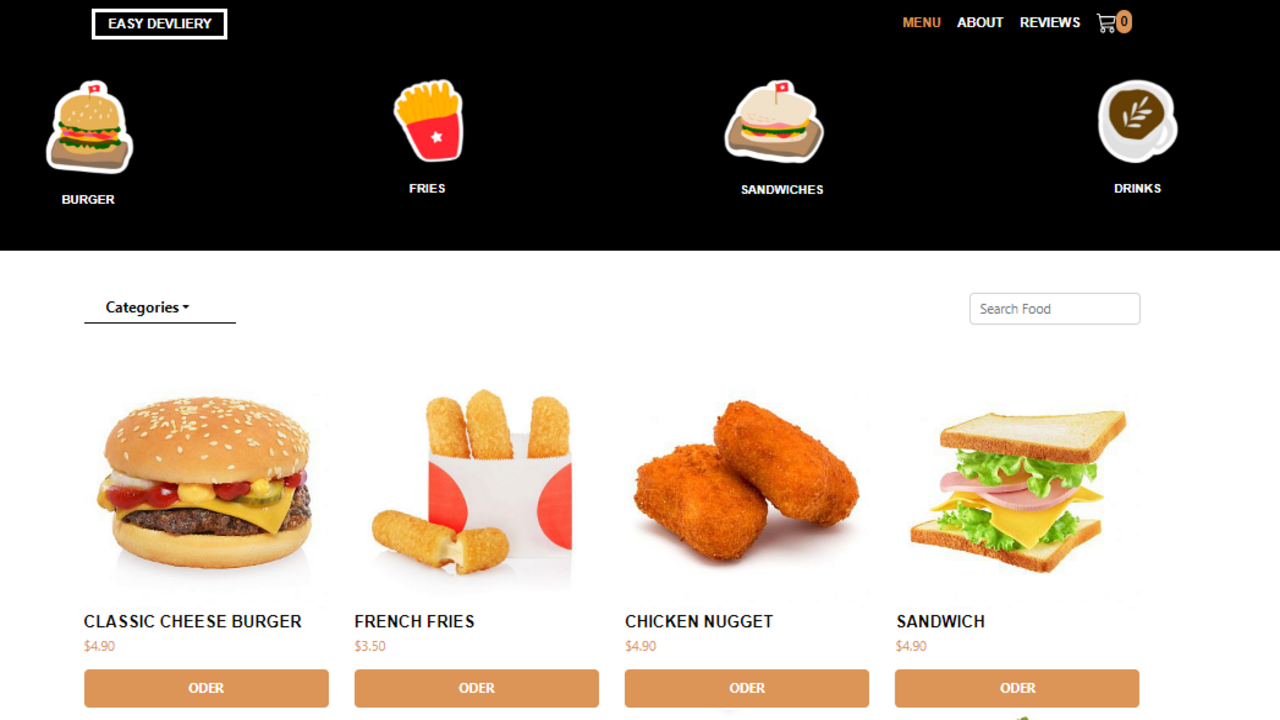 EASY DEVLIERY
MENU ABOUT REVIEWS 0
BURGER FRIES SANDWICHES DRINKS
Categories Search Food
CLASSIC CHEESE BURGER FRENCH FRIES CHICKEN NUGGET SANDWICH
$4.90 $3.50 $4.90 $4.90
ODER ODER ODER ODER